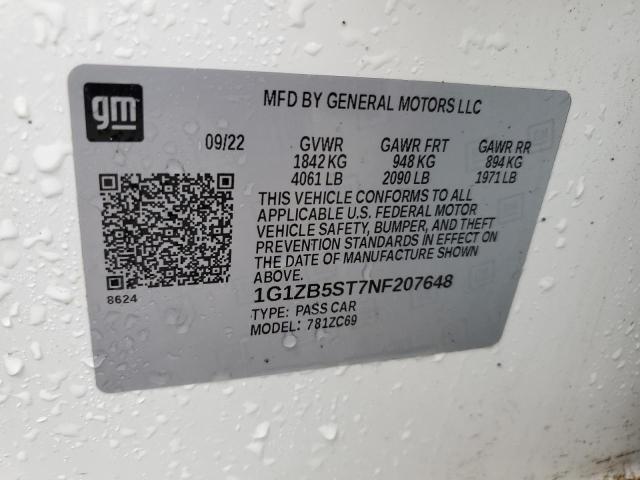 gm
MFD BY GENERAL MOTORS LLC
09/22 GVWR GAWR FRT GAWR RR
1842 KG 948 KG 894 KG
4061 LB 2090 LB 1971 LB
THIS VEHICLE CONFORMS TO ALL
APPLICABLE U.S. FEDERAL MOTOR
VEHICLE SAFETY, BUMPER, AND THEFT
PREVENTION STANDARDS IN EFFECT ON
THE DATE OF MANUFACTURE SHOWN
ABOVE.
8624
1G1ZB5ST7NF207648
TYPE: PASS CAR
MODEL: 781ZC69